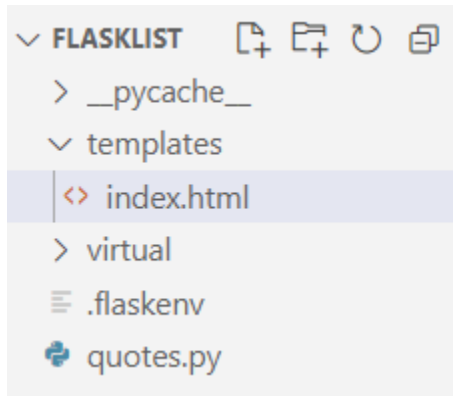 FLASKLIST
__pycache__
templates
<> index.html
virtual
.flaskenv
quotes.py